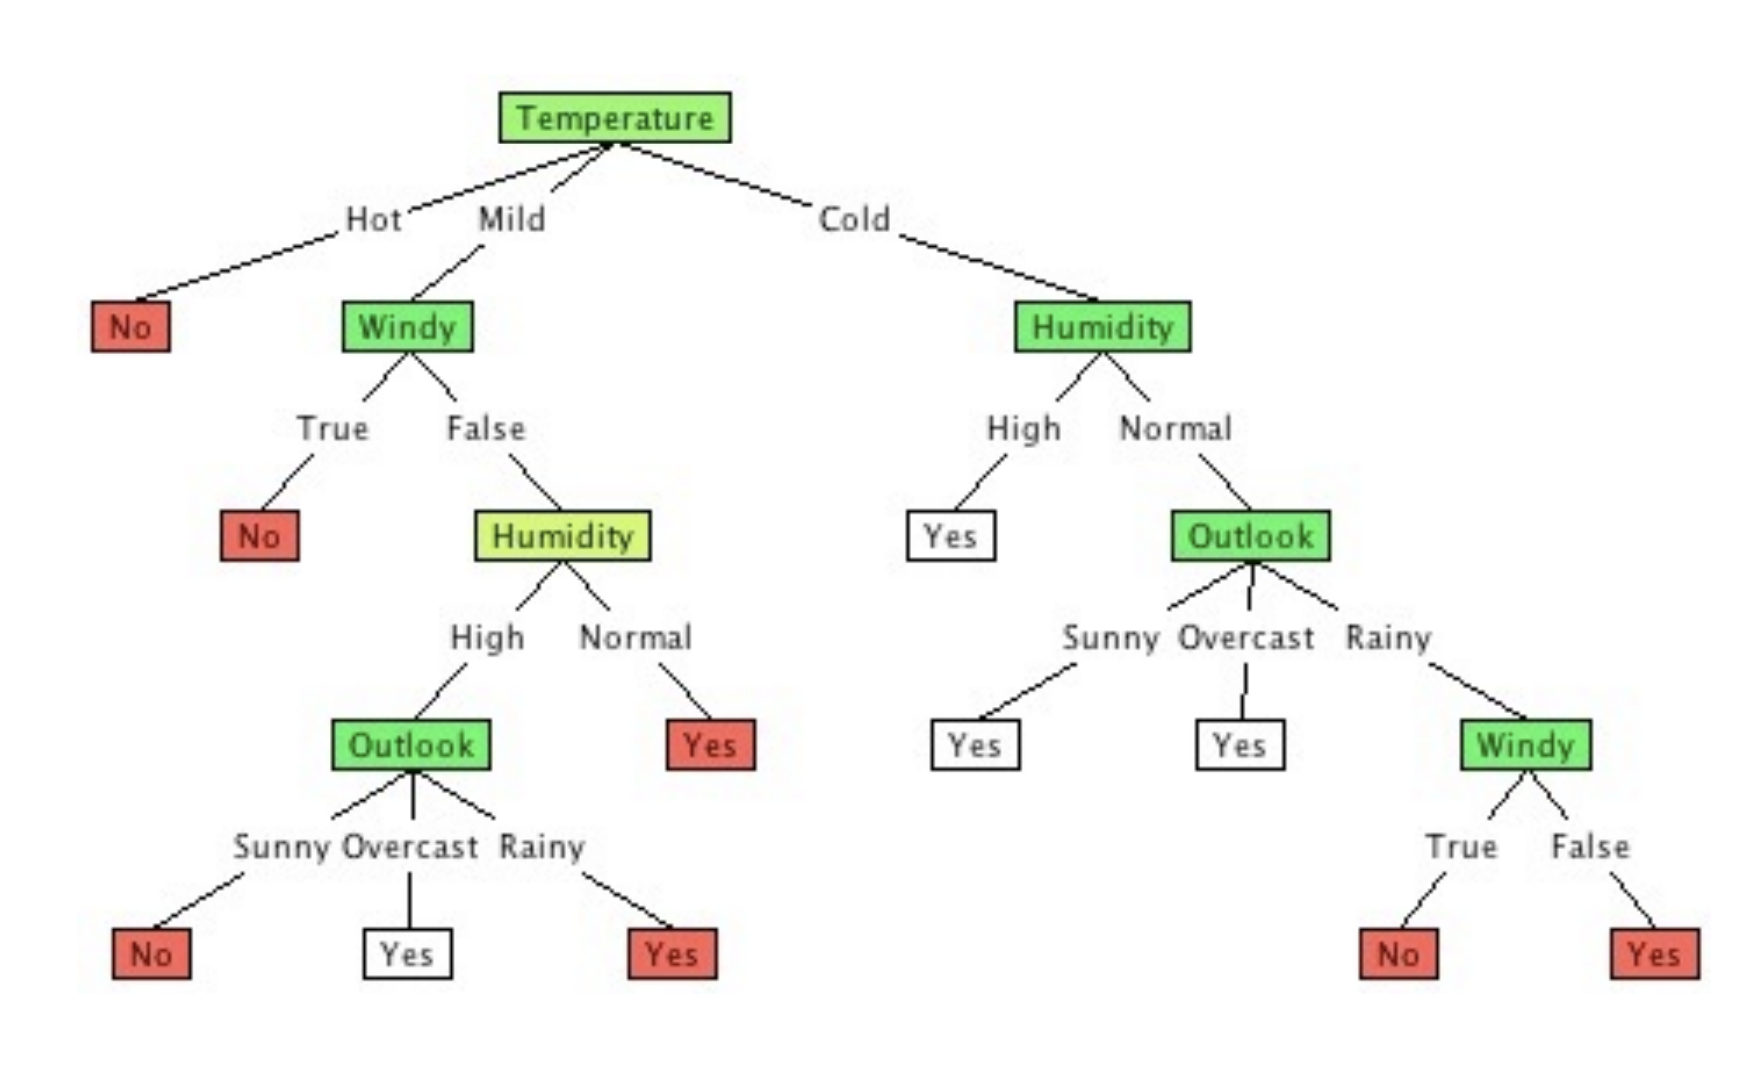 Temperature
Hot Mild Cold
No Windy Humidity
True False High Normal
No Humidity Yes Outlook
High Normal Sunny Overcast Rainy
Outlook Yes Yes Yes Windy
Sunny Overcast Rainy True False
No Yes Yes No Yes